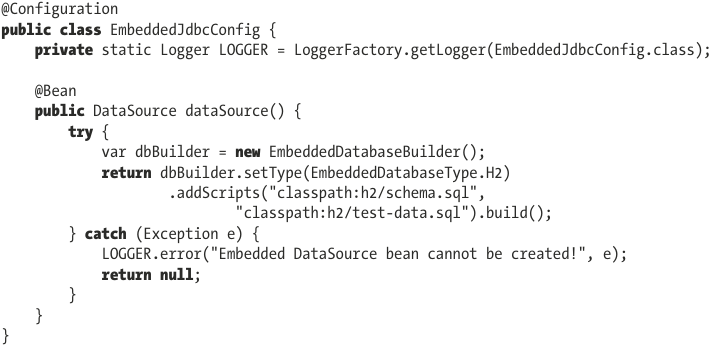 @Configuration
public class EmbeddedJdbcConfig {
    private static Logger LOGGER = LoggerFactory.getLogger(EmbeddedJdbcConfig.class);

    @Bean
    public DataSource dataSource() {
        try {
            var dbBuilder = new EmbeddedDatabaseBuilder();
            return dbBuilder.setType(EmbeddedDatabaseType.H2)
                    .addScripts("classpath:h2/schema.sql",
                            "classpath:h2/test-data.sql").build();
        } catch (Exception e) {
            LOGGER.error("Embedded DataSource bean cannot be created!", e);
            return null;
        }
    }
}